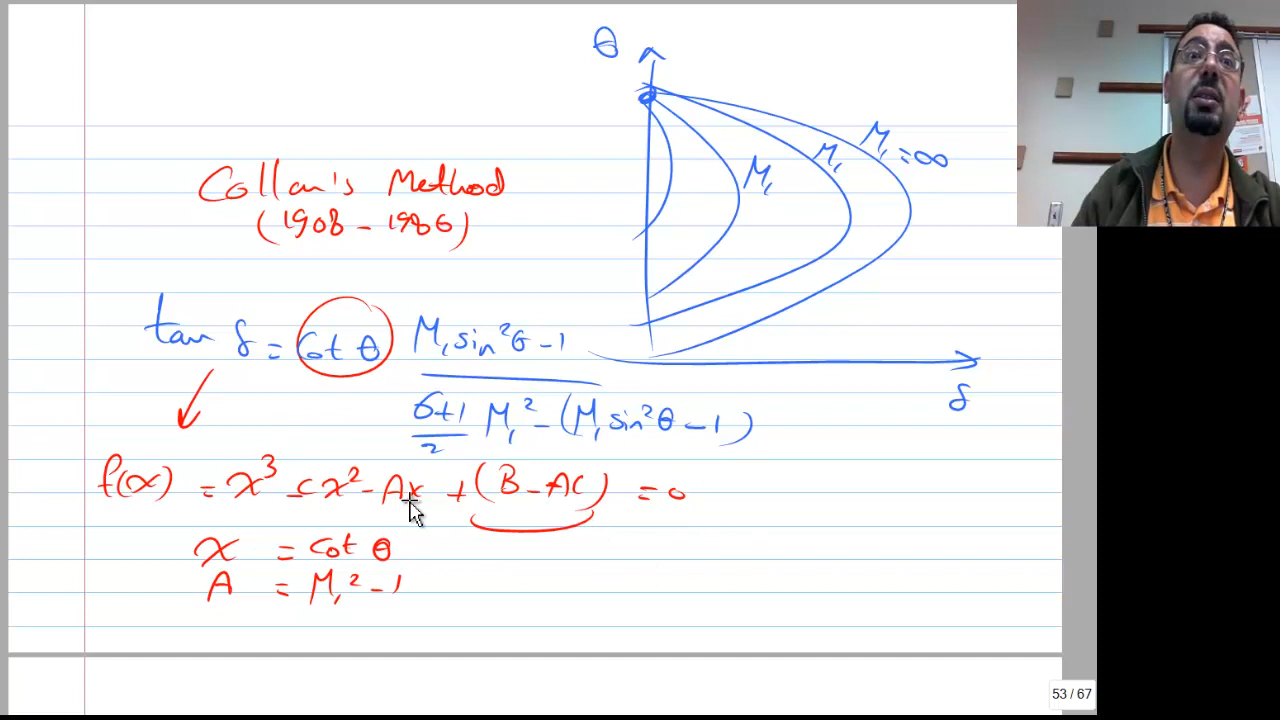 θ
M₁ = ∞
M₁
M₁
Collar's Method
(1908 - 1986)
tan δ = Cot θ M₁ sin²θ - 1
δ
σ+1 M₁² - (M₁ sin²θ - 1)
2
f(x) = x³ - Cx² - Ax + (B - AC) = 0
x = Cot θ
A = M₁² - 1
53 / 67